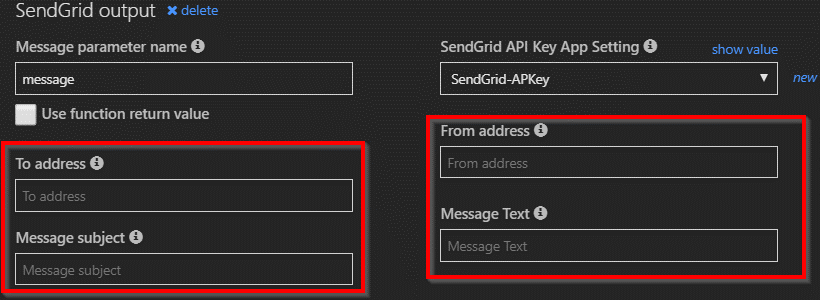 SendGrid output ✖ delete
Message parameter name
message
Use function return value
To address
To address
Message subject
Message subject
SendGrid API Key App Setting
show value
SendGrid-APKey
new
From address
From address
Message Text
Message Text